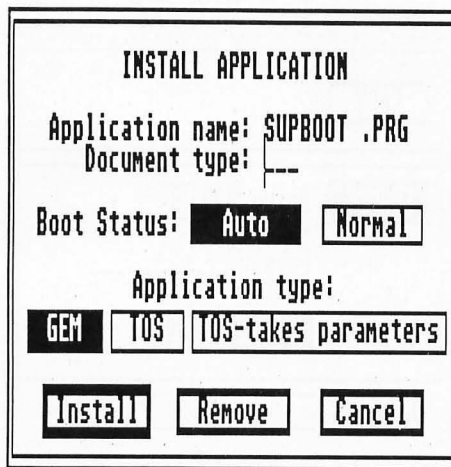 INSTALL APPLICATION
Application name: SUPBOOT .PRG
Document type: ___
Boot Status: Auto Normal
Application type:
GEM TOS TOS-takes parameters
Install Remove Cancel